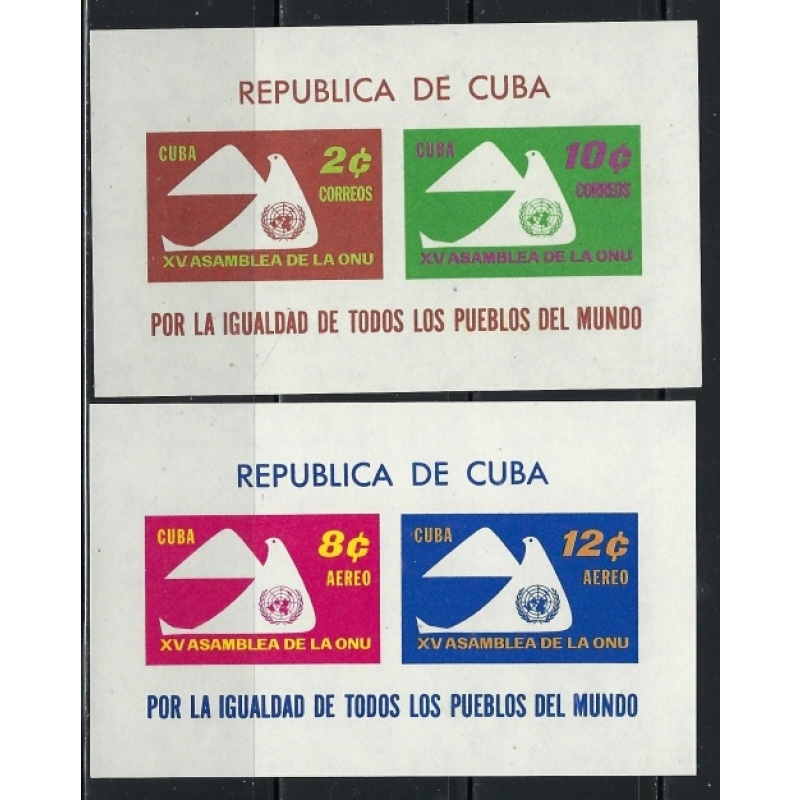 REPUBLICA DE CUBA
CUBA
2¢
CORREOS
XV ASAMBLEA DE LA ONU
CUBA
10¢
CORREOS
XV ASAMBLEA DE LA ONU
POR LA IGUALDAD DE TODOS LOS PUEBLOS DEL MUNDO
REPUBLICA DE CUBA
CUBA
8¢
AEREO
XV ASAMBLEA DE LA ONU
CUBA
12¢
AEREO
XV ASAMBLEA DE LA ONU
POR LA IGUALDAD DE TODOS LOS PUEBLOS DEL MUNDO